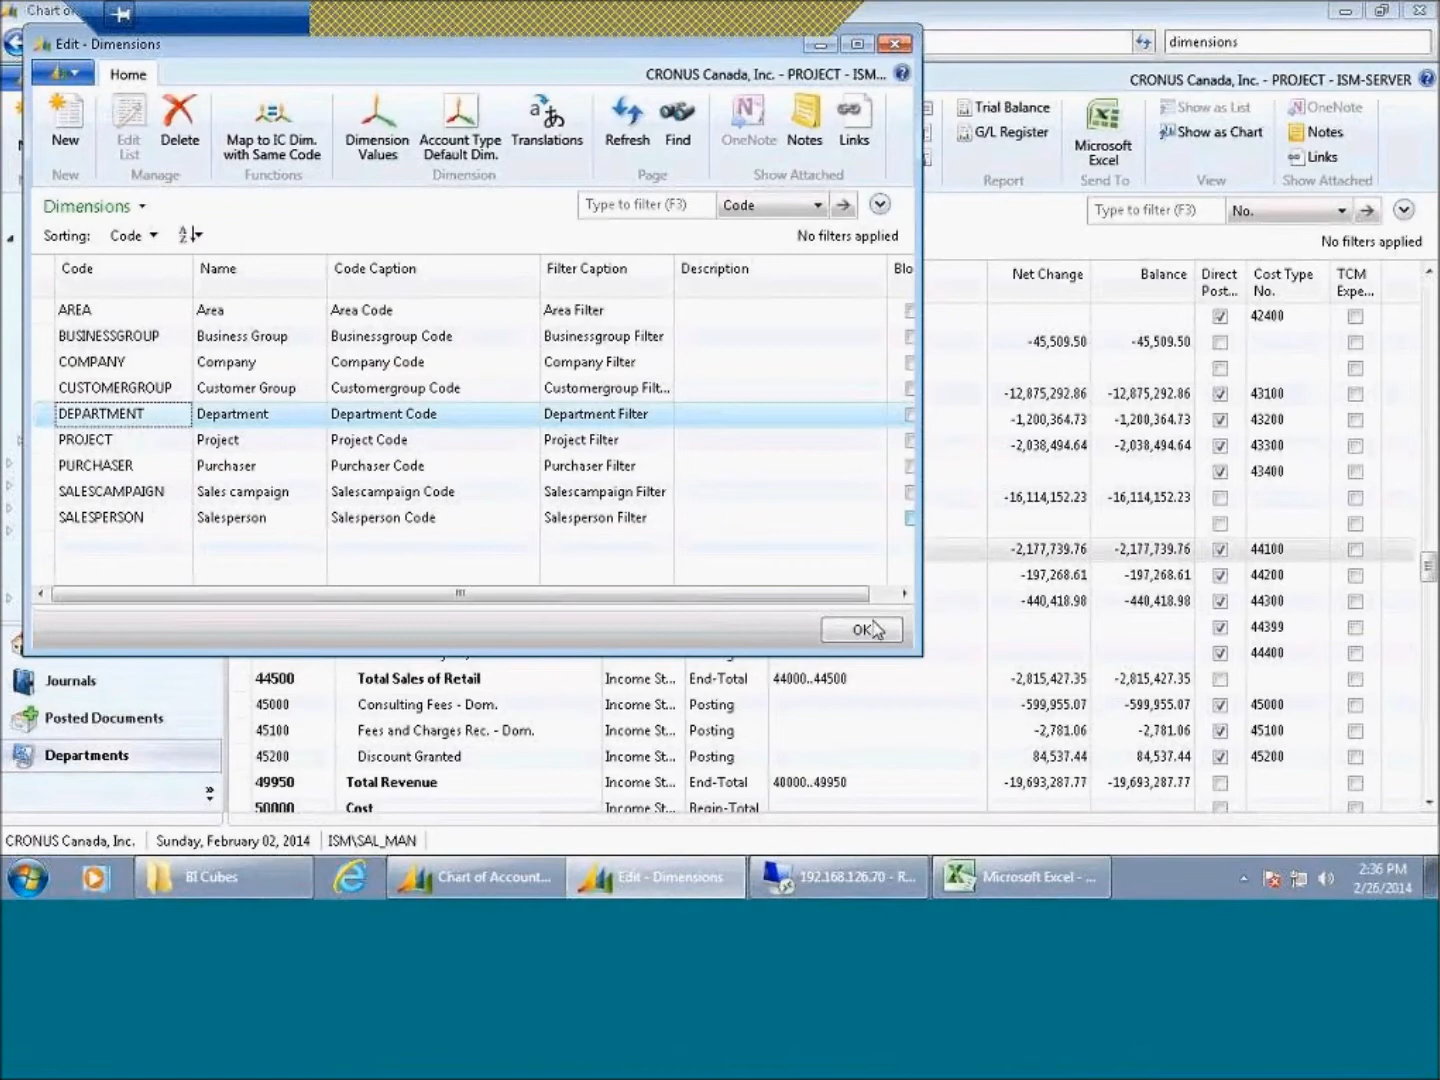 Chart o
Edit - Dimensions
dimensions
Home
CRONUS Canada, Inc. - PROJECT - ISM...
CRONUS Canada, Inc. - PROJECT - ISM-SERVER
New
Edit List
Delete
Map to IC Dim. with Same Code
Dimension Values
Account Type Default Dim.
Translations
Refresh
Find
OneNote
Notes
Links
New
Manage
Functions
Dimension
Page
Show Attached
Trial Balance
G/L Register
Microsoft Excel
Show as List
Show as Chart
OneNote
Notes
Links
Report
Send To
View
Show Attached
Dimensions
Type to filter (F3)
Code
Type to filter (F3)
No.
Sorting: Code
No filters applied
No filters applied
Code Name Code Caption Filter Caption Description Blo
AREA Area Area Code Area Filter
BUSINESSGROUP Business Group Businessgroup Code Businessgroup Filter
COMPANY Company Company Code Company Filter
CUSTOMERGROUP Customer Group Customergroup Code Customergroup Filt...
DEPARTMENT Department Department Code Department Filter
PROJECT Project Project Code Project Filter
PURCHASER Purchaser Purchaser Code Purchaser Filter
SALESCAMPAIGN Sales campaign Salescampaign Code Salescampaign Filter
SALESPERSON Salesperson Salesperson Code Salesperson Filter
OK
Net Change Balance Direct Post... Cost Type No. TCM Expe...
42400
-45,509.50 -45,509.50
-12,875,292.86 -12,875,292.86 43100
-1,200,364.73 -1,200,364.73 43200
-2,038,494.64 -2,038,494.64 43300
43400
-16,114,152.23 -16,114,152.23
-2,177,739.76 -2,177,739.76 44100
-197,268.61 -197,268.61 44200
-440,418.98 -440,418.98 44300
44399
44400
44500 Total Sales of Retail Income St... End-Total 44000..44500 -2,815,427.35 -2,815,427.35
45000 Consulting Fees - Dom. Income St... Posting -599,955.07 -599,955.07 45000
45100 Fees and Charges Rec. - Dom. Income St... Posting -2,781.06 -2,781.06 45100
45200 Discount Granted Income St... Posting 84,537.44 84,537.44 45200
49950 Total Revenue Income St... End-Total 40000..49950 -19,693,287.77 -19,693,287.77
50000 Cost Income St... Begin-Total
Journals
Posted Documents
Departments
CRONUS Canada, Inc. Sunday, February 02, 2014 ISM\SAL_MAN
BI Cubes
Chart of Account...
Edit - Dimensions
192.168.126.70 - R...
Microsoft Excel - ...
2:36 PM
2/26/2014